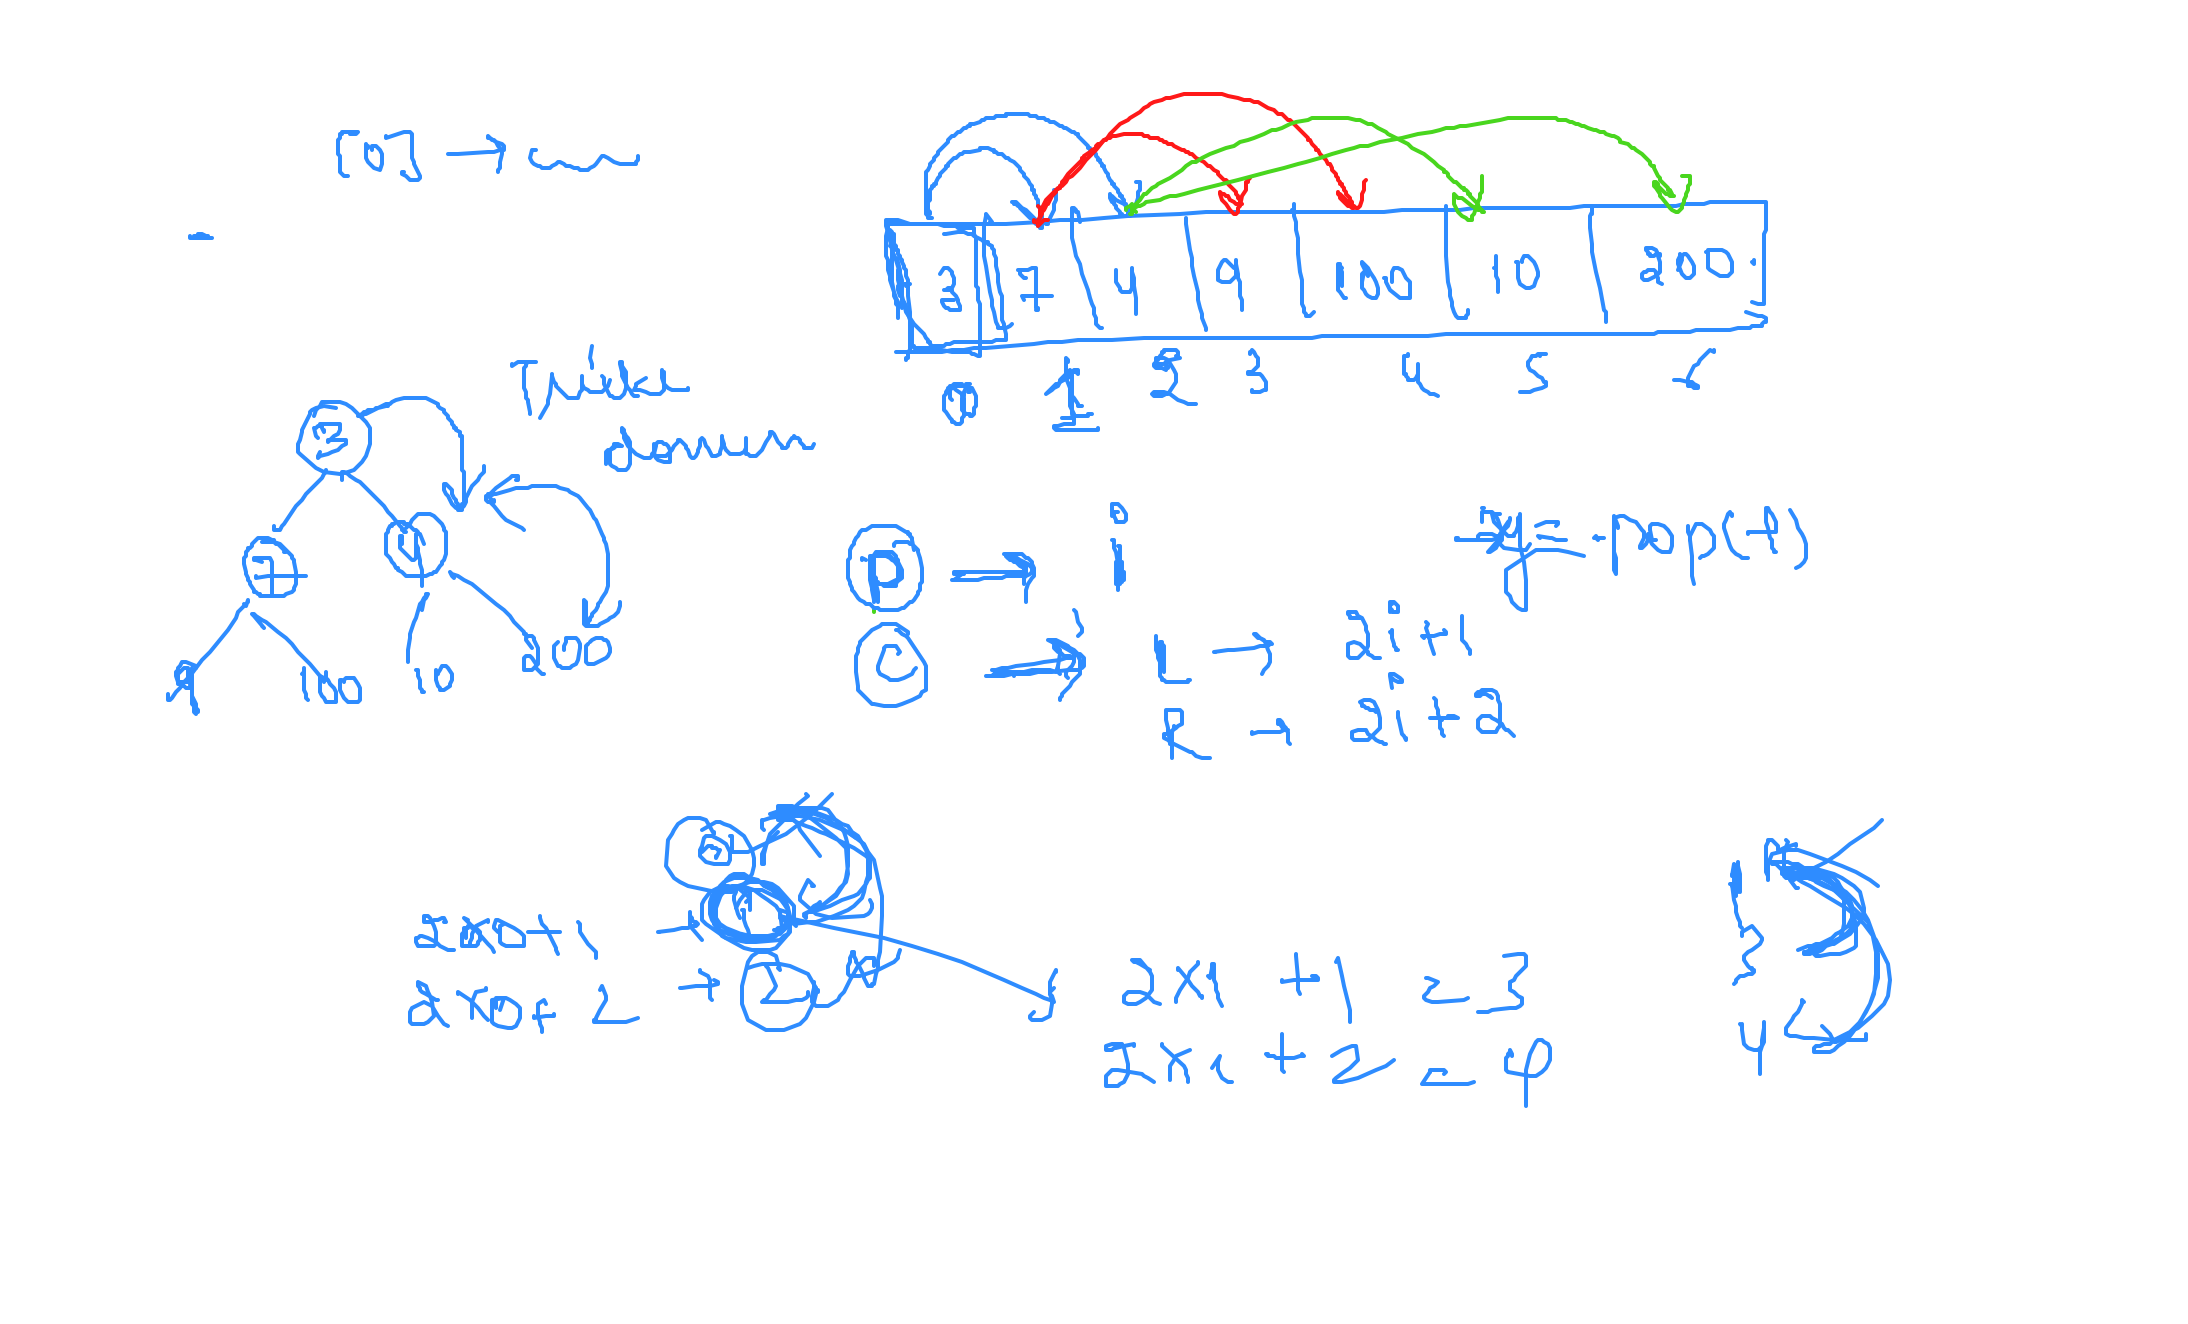 [0] →
3 7 4 9 100 10 200
0 1 2 3 4 5 6
Trickle
down
3
7 4
9 100 10 200
P → i
C → L → 2i+1
R → 2i+2
y = pop(+)
0
2x0+1 → 1
2x0+2 → 2
2x1 + 1 = 3
2x1 + 2 = 4
1
3
4